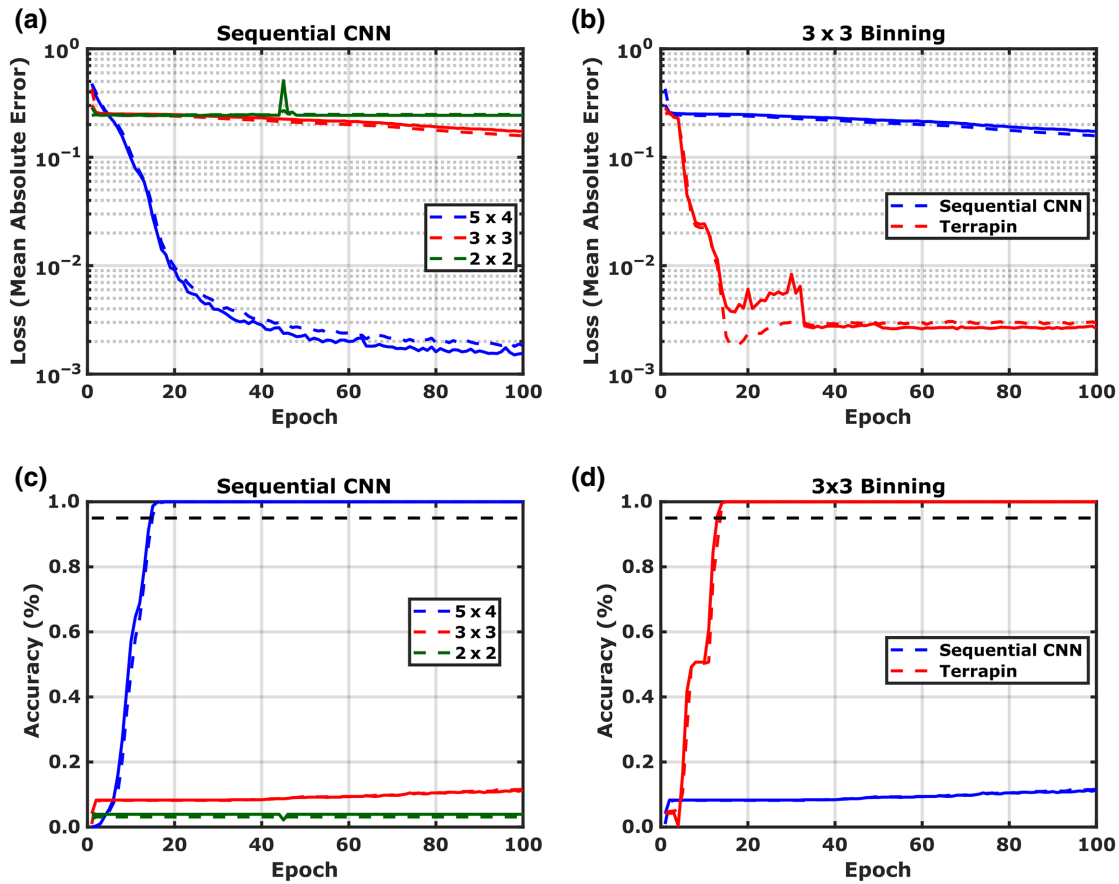 (a)
Sequential CNN
Loss (Mean Absolute Error)
10^0
10^-1
10^-2
10^-3
5 x 4
3 x 3
2 x 2
0 20 40 60 80 100
Epoch
(b)
3 x 3 Binning
Loss (Mean Absolute Error)
10^0
10^-1
10^-2
10^-3
Sequential CNN
Terrapin
0 20 40 60 80 100
Epoch
(c)
Sequential CNN
Accuracy (%)
1.0
0.8
0.6
0.4
0.2
0.0
5 x 4
3 x 3
2 x 2
0 20 40 60 80 100
Epoch
(d)
3x3 Binning
Accuracy (%)
1.0
0.8
0.6
0.4
0.2
0.0
Sequential CNN
Terrapin
0 20 40 60 80 100
Epoch